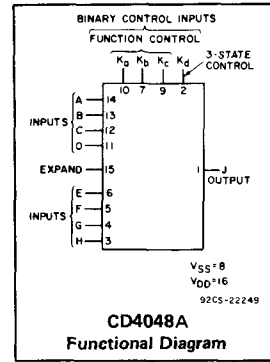 BINARY CONTROL INPUTS
FUNCTION CONTROL
Ka Kb Kc Kd
3-STATE
CONTROL
10 7 9 2
A 14
B 13
INPUTS
C 12
D 11
EXPAND 15
1 J
OUTPUT
E 6
INPUTS
F 5
G 4
H 3
VSS=8
VDD=16
92CS-22249
CD4048A
Functional Diagram